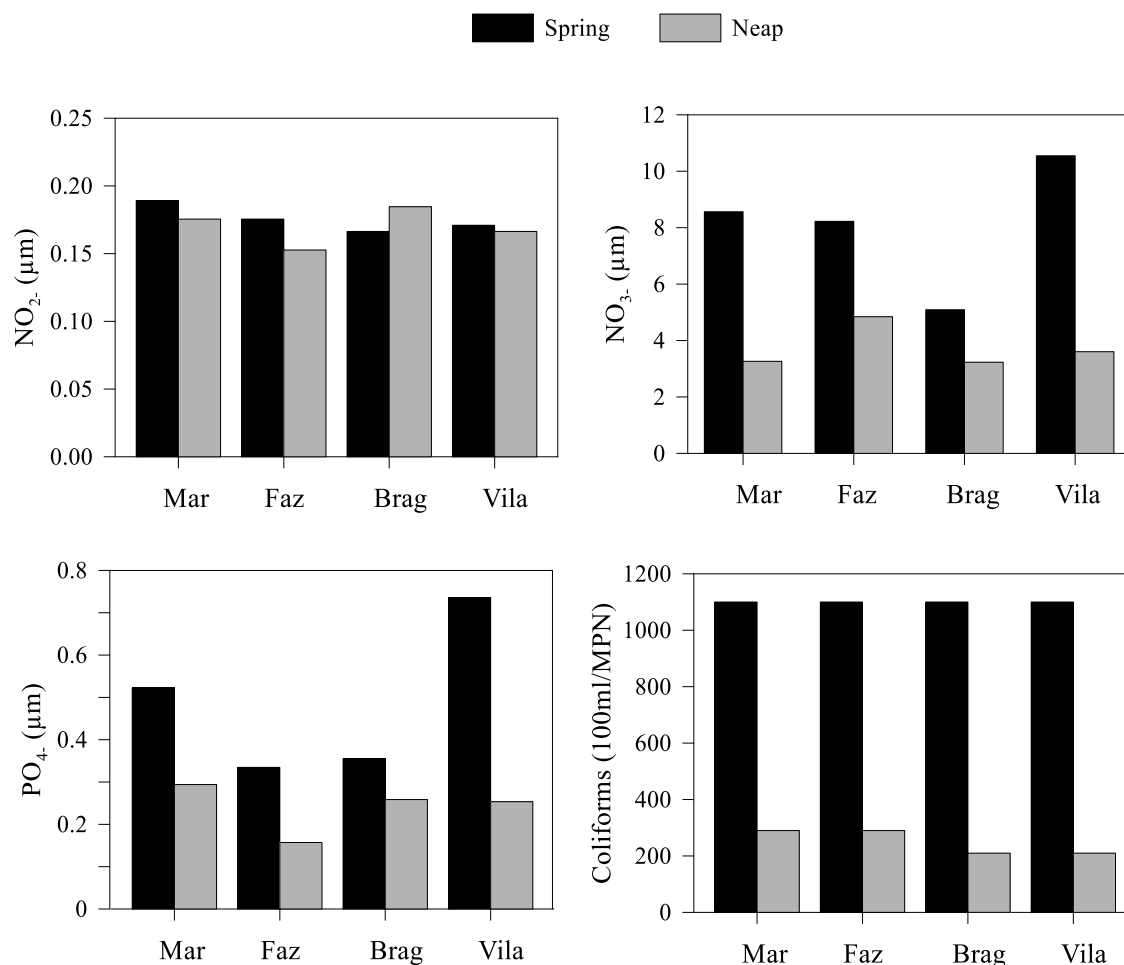 Spring Neap
0.25
0.20
0.15
0.10
0.05
0.00
NO2- (µm)
Mar Faz Brag Vila
12
10
8
6
4
2
0
NO3- (µm)
Mar Faz Brag Vila
0.8
0.6
0.4
0.2
0
PO4- (µm)
Mar Faz Brag Vila
1200
1000
800
600
400
200
0
Coliforms (100ml/MPN)
Mar Faz Brag Vila